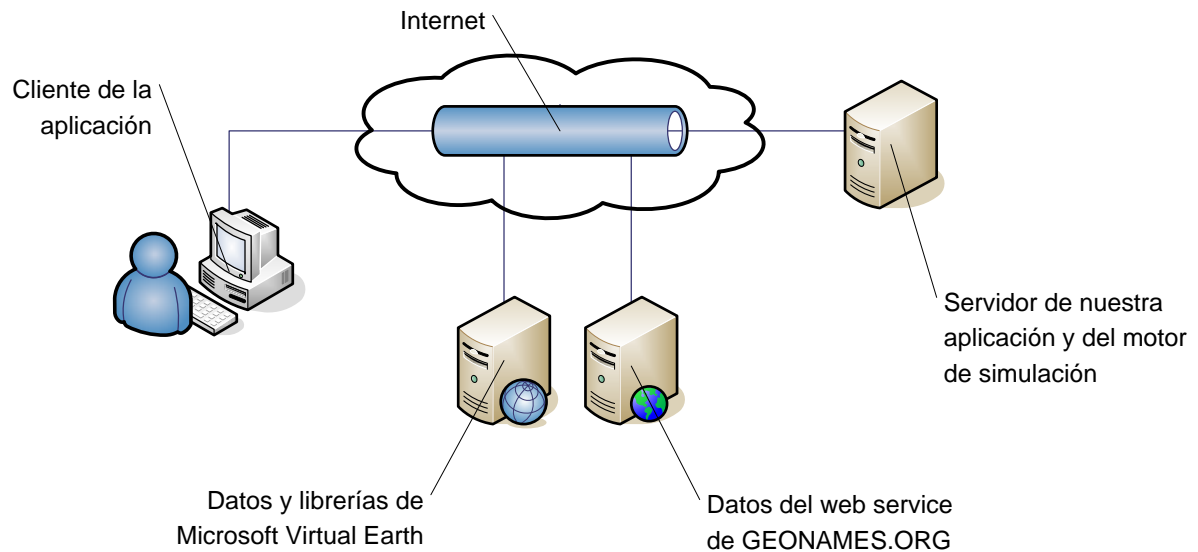 Internet
Cliente de la
aplicación
Servidor de nuestra
aplicación y del motor
de simulación
Datos y librerías de
Microsoft Virtual Earth
Datos del web service
de GEONAMES.ORG